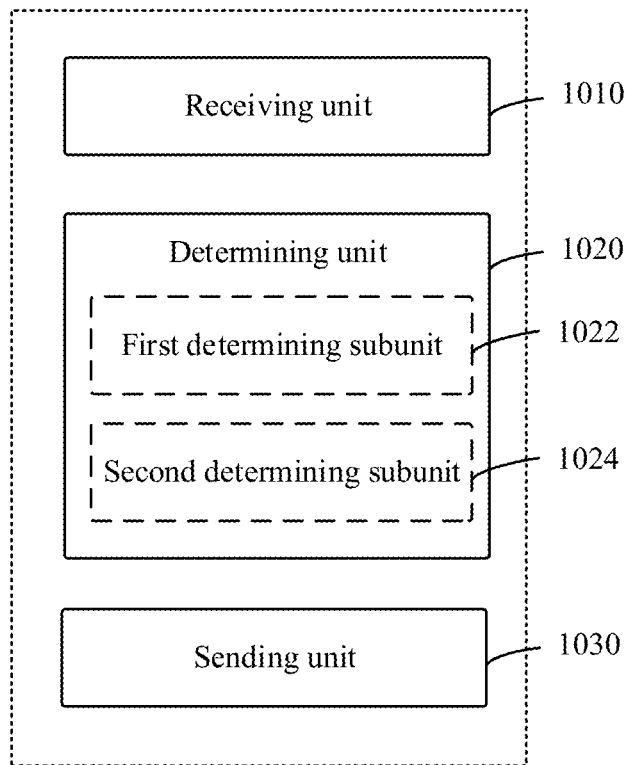 Receiving unit
1010
Determining unit
1020
First determining subunit
1022
Second determining subunit
1024
Sending unit
1030